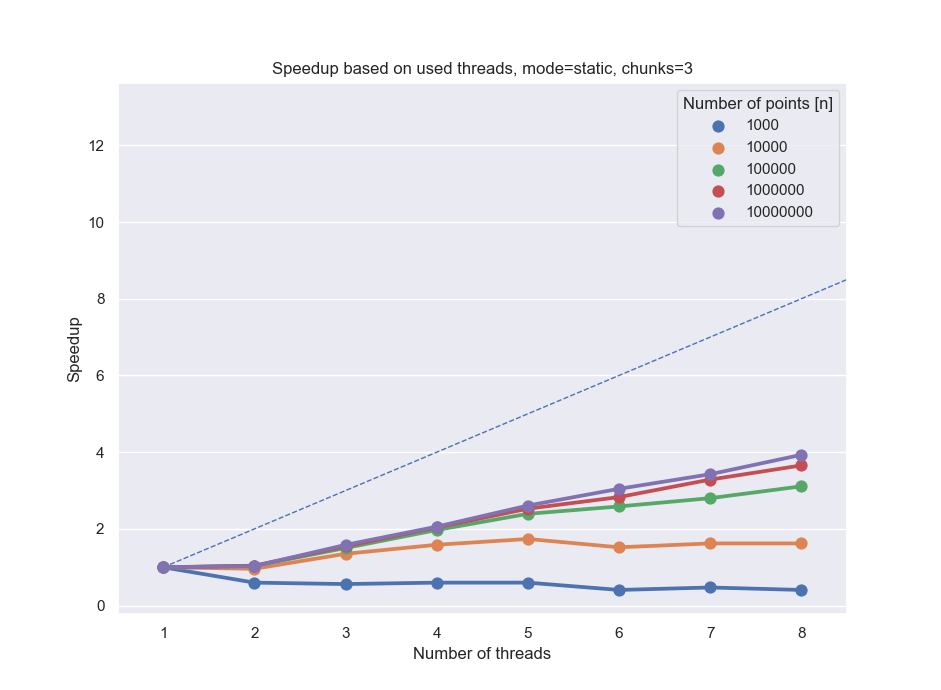 Speedup based on used threads, mode=static, chunks=3
Number of points [n]
1000
10000
100000
1000000
10000000
12
10
8
6
4
2
0
Speedup
1 2 3 4 5 6 7 8
Number of threads